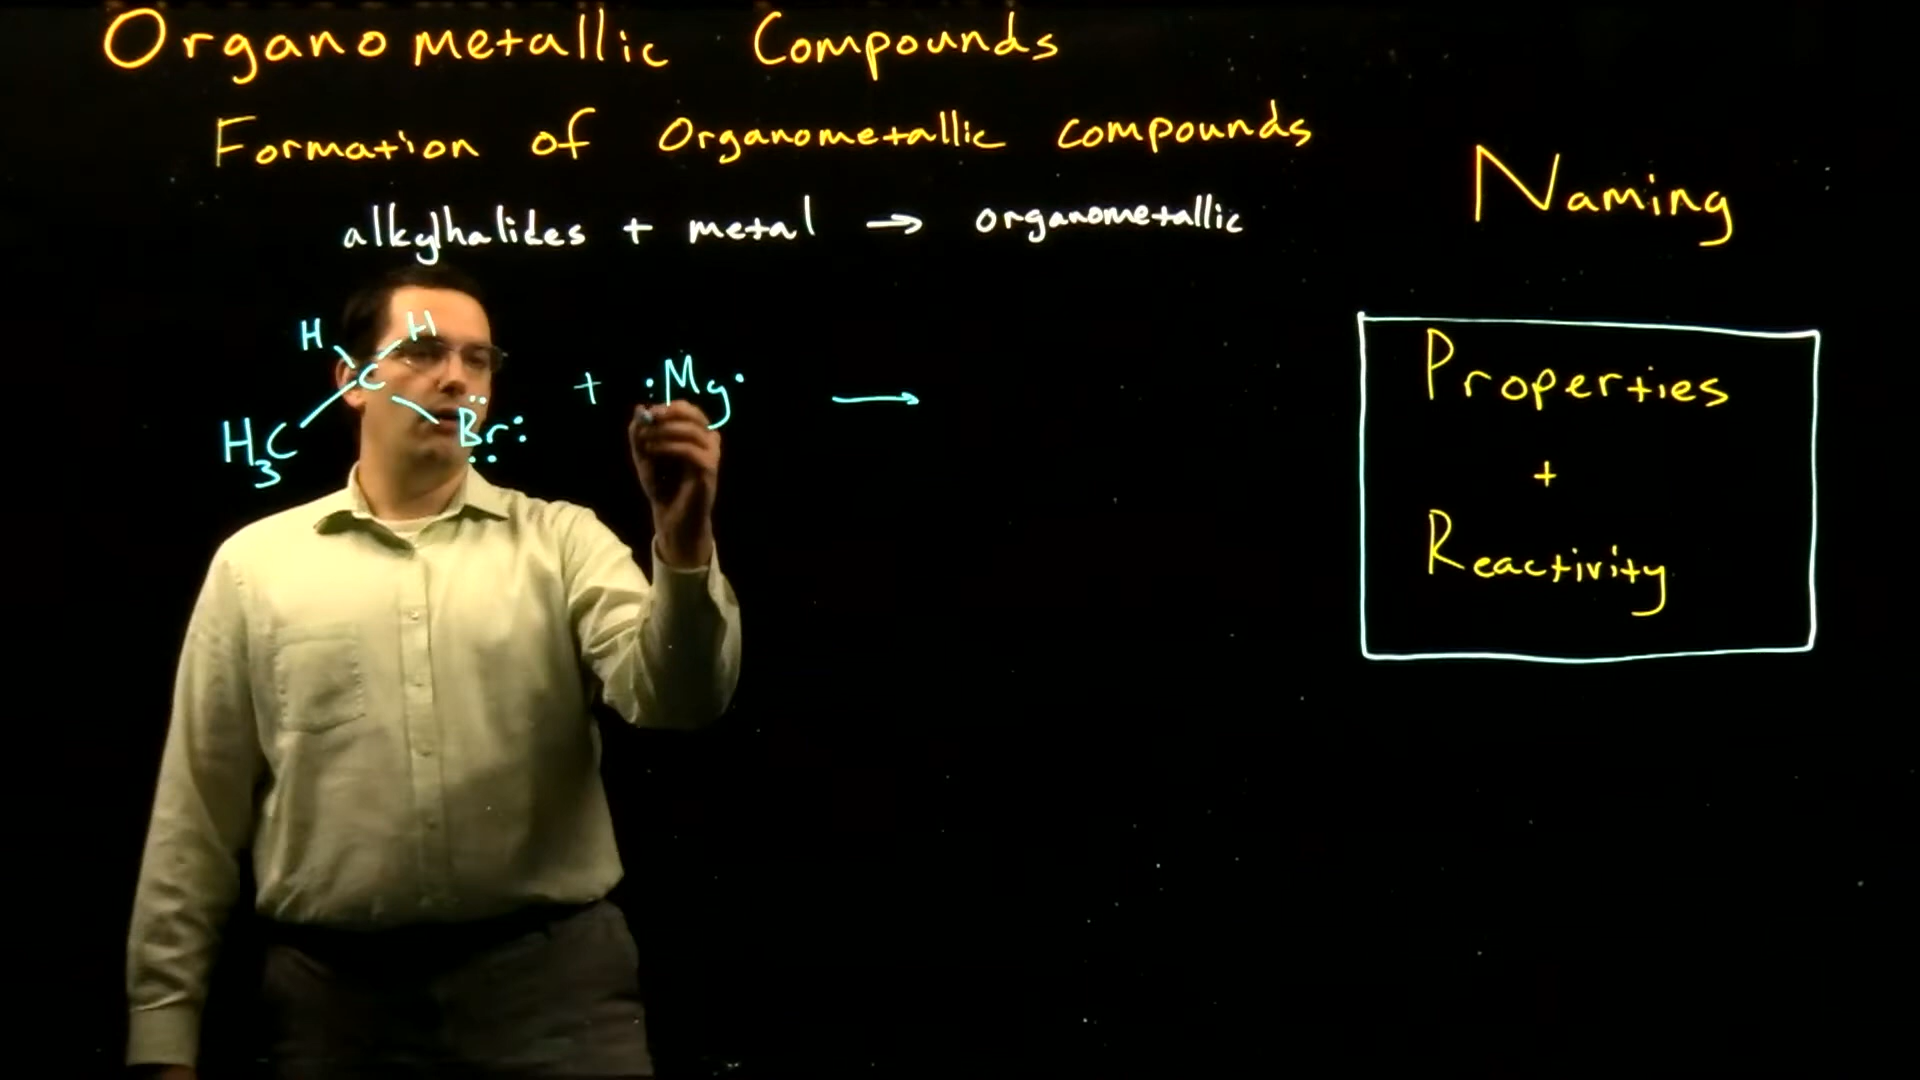 Organometallic Compounds
Formation of Organometallic compounds
alkylhalides + metal → organometallic
Naming
H H
C
H3C
Br
+ Mg →
Properties
+
Reactivity